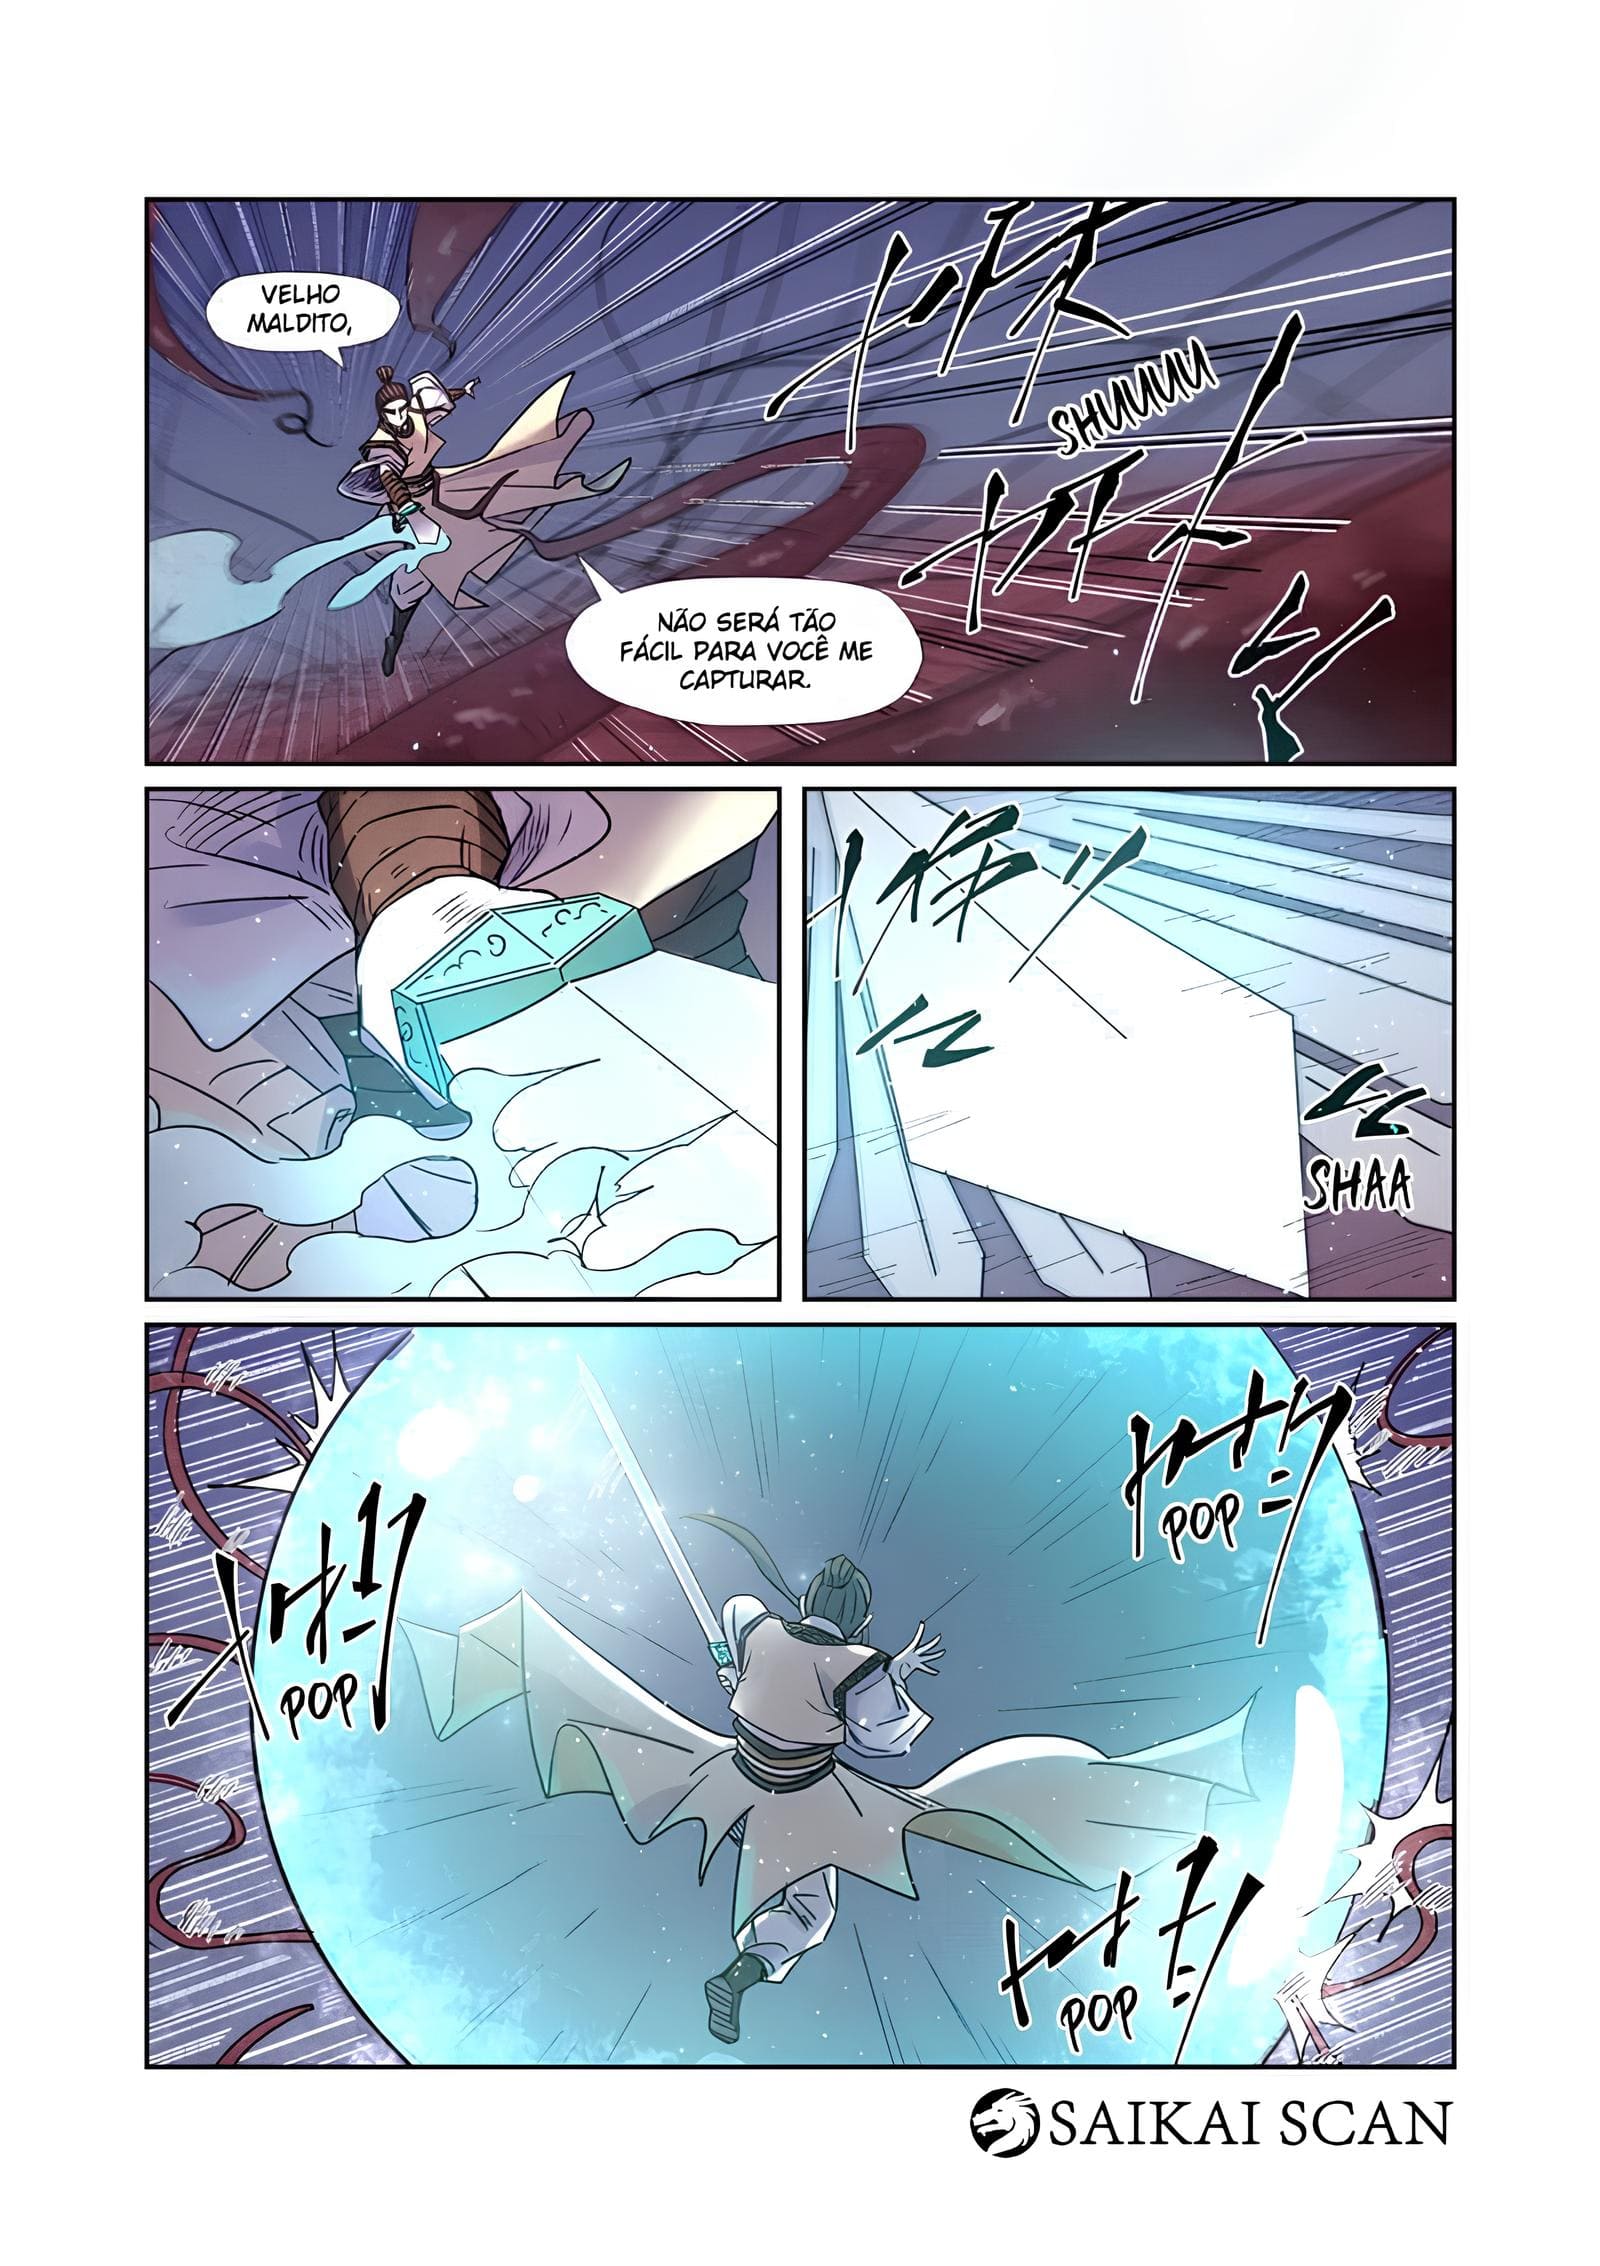 VELHO
MALDITO,
SHUUUU
NÃO SERÁ TÃO
FÁCIL PARA VOCÊ ME
CAPTURAR.
SHAA
POP
POP
POP
SAIKAI SCAN